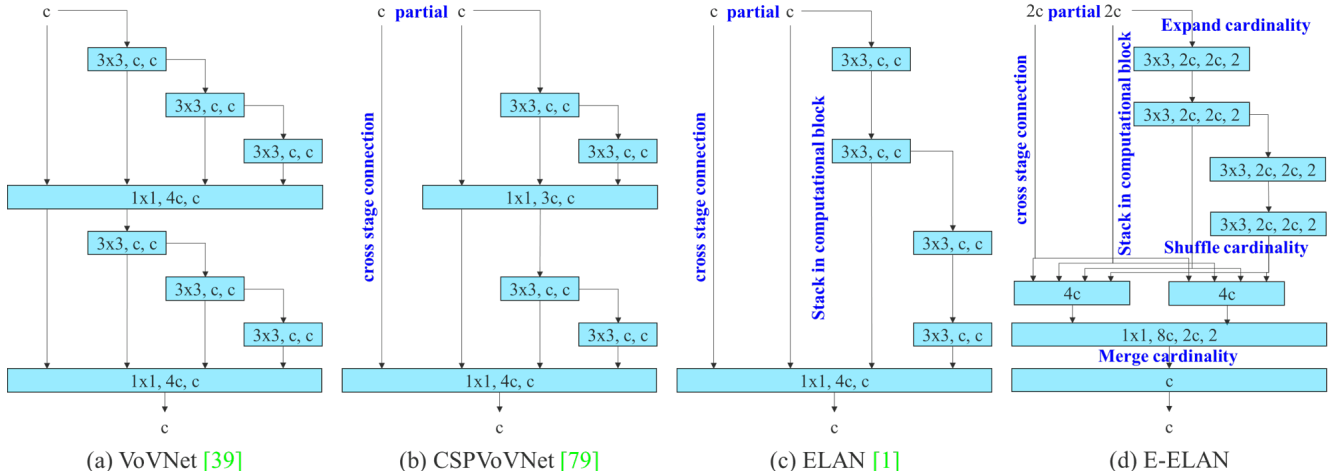 c
3x3, c, c
3x3, c, c
3x3, c, c
1x1, 4c, c
3x3, c, c
3x3, c, c
3x3, c, c
1x1, 4c, c
c
(a) VoVNet [39]
c partial c
cross stage connection
3x3, c, c
3x3, c, c
1x1, 3c, c
3x3, c, c
3x3, c, c
1x1, 4c, c
c
(b) CSPVoVNet [79]
c partial c
cross stage connection
Stack in computational block
3x3, c, c
3x3, c, c
3x3, c, c
3x3, c, c
1x1, 4c, c
c
(c) ELAN [1]
2c partial 2c
Expand cardinality
cross stage connection
Stack in computational block
3x3, 2c, 2c, 2
3x3, 2c, 2c, 2
3x3, 2c, 2c, 2
3x3, 2c, 2c, 2
Shuffle cardinality
4c
4c
1x1, 8c, 2c, 2
Merge cardinality
c
c
(d) E-ELAN